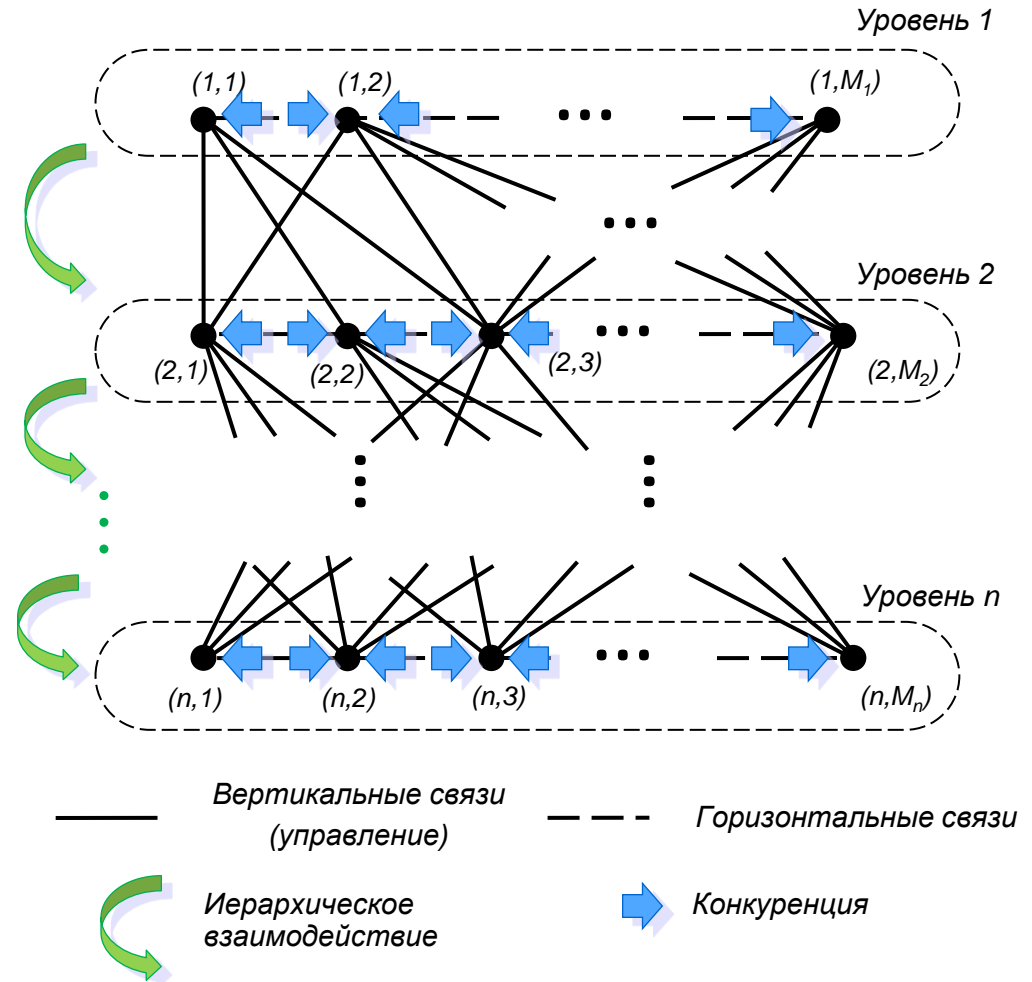 Уровень 1
(1,1)
(1,2)
(1,M₁)
Уровень 2
(2,1)
(2,2)
(2,3)
(2,M₂)
Уровень n
(n,1)
(n,2)
(n,3)
(n,Mₙ)
Вертикальные связи
(управление)
Горизонтальные связи
Иерархическое
взаимодействие
Конкуренция